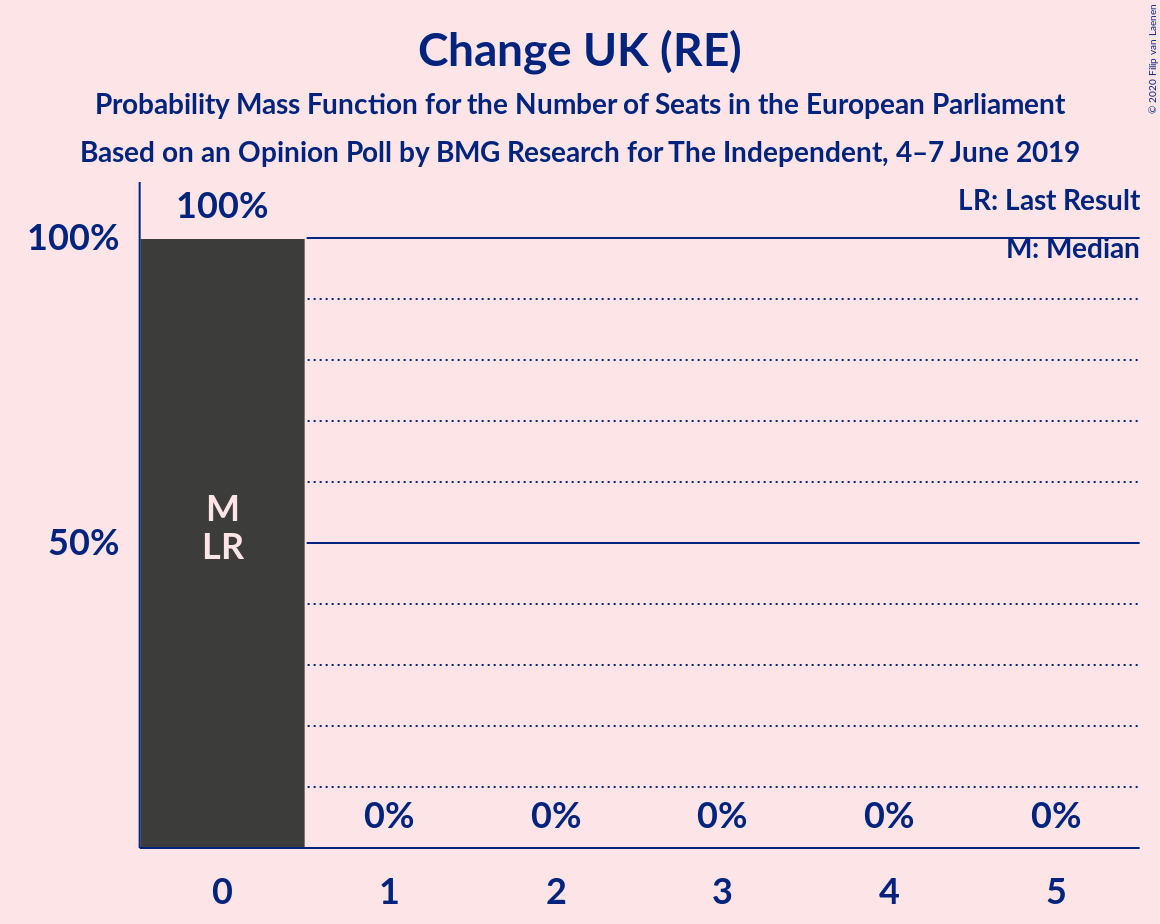 Change UK (RE)
Probability Mass Function for the Number of Seats in the European Parliament
Based on an Opinion Poll by BMG Research for The Independent, 4–7 June 2019
© 2020 Filip van Laenen
LR: Last Result
M: Median
100%
100%
50%
M
LR
0% 0% 0% 0% 0%
0 1 2 3 4 5